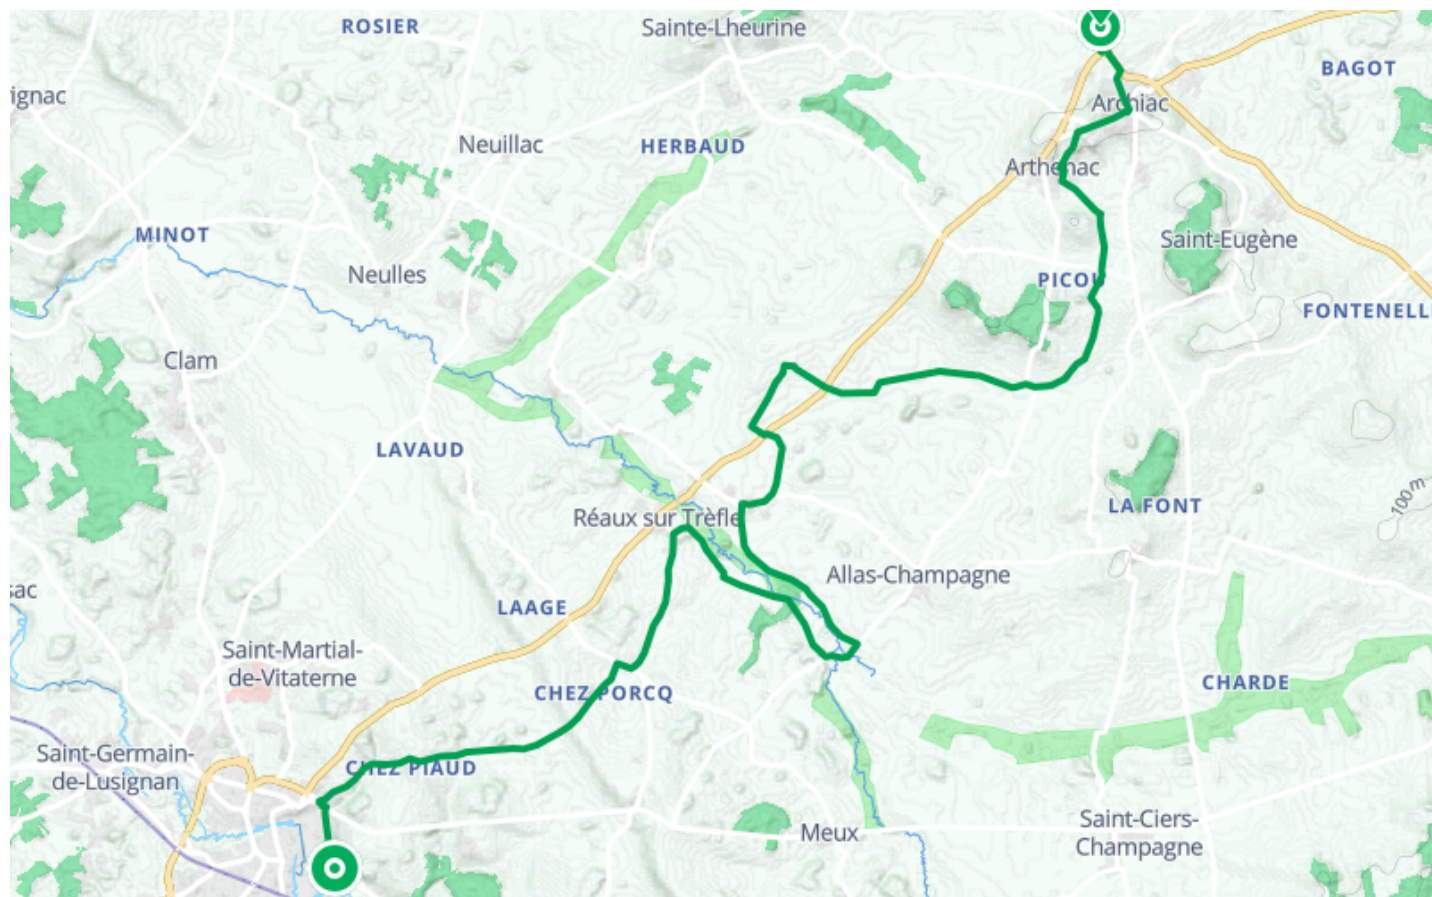 ROSIER
Sainte-Lheurine
BAGOT
ignac
Archiac
Neuillac
HERBAUD
Arthenac
MINOT
Saint-Eugène
Neulles
PICOU
FONTENELL
Clam
LAVAUD
100 m
LA FONT
Réaux sur Trèfle
Allas-Champagne
sac
LAAGE
Saint-Martial-
de-Vitaterne
CHARDE
CHEZ PORCQ
Saint-Germain-
de-Lusignan
CHEZ PIAUD
Meux
Saint-Ciers-
Champagne